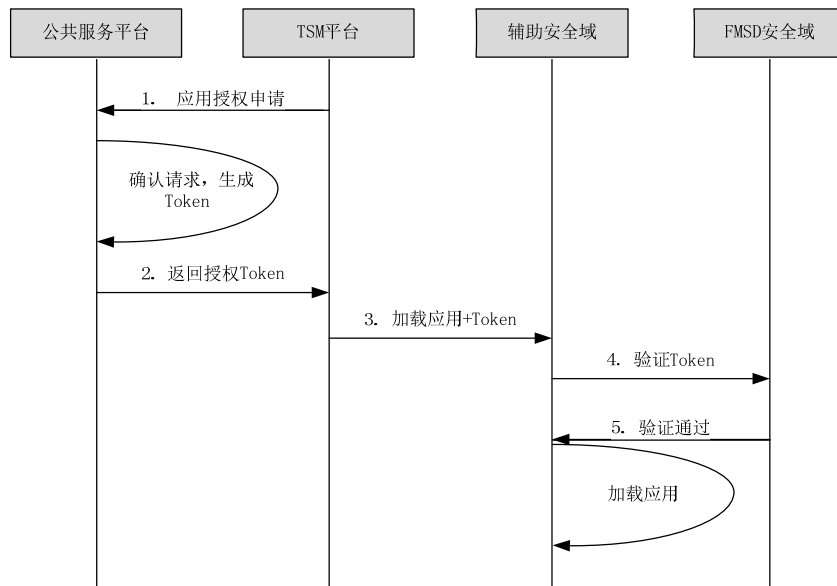 公共服务平台
TSM平台
辅助安全域
FMSD安全域
1. 应用授权申请
确认请求，生成
Token
2. 返回授权Token
3. 加载应用+Token
4. 验证Token
5. 验证通过
加载应用